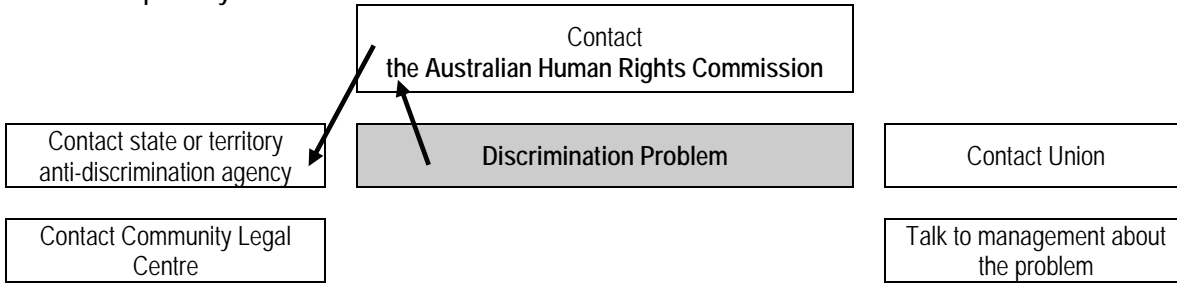 Contact
the Australian Human Rights Commission
Contact state or territory
anti-discrimination agency
Discrimination Problem
Contact Union
Contact Community Legal
Centre
Talk to management about
the problem